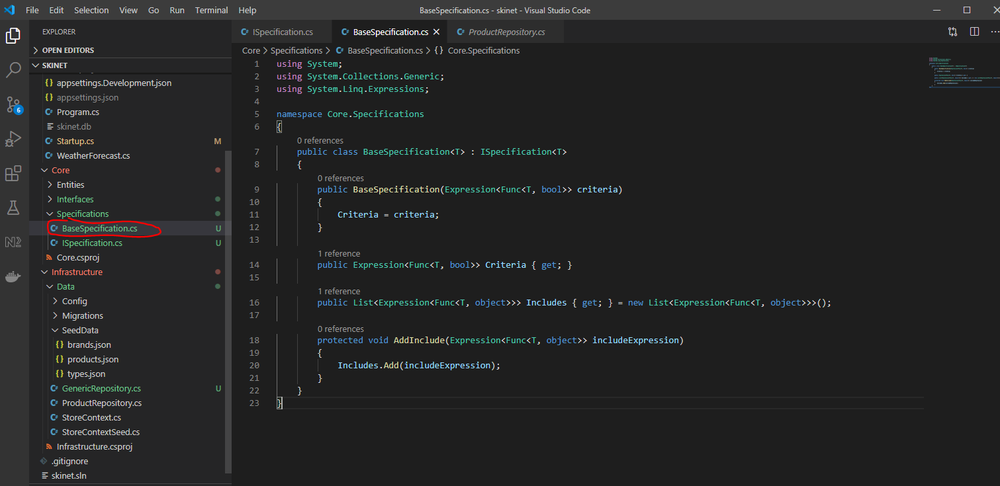 File Edit Selection View Go Run Terminal Help BaseSpecification.cs - skinet - Visual Studio Code
EXPLORER
OPEN EDITORS
SKINET
{} appsettings.Development.json
{} appsettings.json
C# Program.cs
skinet.db
C# Startup.cs M
C# WeatherForecast.cs
Core
Entities
Interfaces
Specifications
C# BaseSpecification.cs U
C# ISpecification.cs U
Core.csproj
Infrastructure
Data
Config
Migrations
SeedData
{} brands.json
{} products.json
{} types.json
C# GenericRepository.cs U
C# ProductRepository.cs
C# StoreContext.cs
C# StoreContextSeed.cs
Infrastructure.csproj
.gitignore
skinet.sln
6
N2
C# ISpecification.cs C# BaseSpecification.cs C# ProductRepository.cs
Core > Specifications > C# BaseSpecification.cs > {} Core.Specifications
1 using System;
2 using System.Collections.Generic;
3 using System.Linq.Expressions;
4
5 namespace Core.Specifications
6 {
0 references
7 public class BaseSpecification<T> : ISpecification<T>
8 {
0 references
9 public BaseSpecification(Expression<Func<T, bool>> criteria)
10 {
11 Criteria = criteria;
12 }
13
1 reference
14 public Expression<Func<T, bool>> Criteria { get; }
15
1 reference
16 public List<Expression<Func<T, object>>> Includes { get; } = new List<Expression<Func<T, object>>>();
17
0 references
18 protected void AddInclude(Expression<Func<T, object>> includeExpression)
19 {
20 Includes.Add(includeExpression);
21 }
22 }
23 }